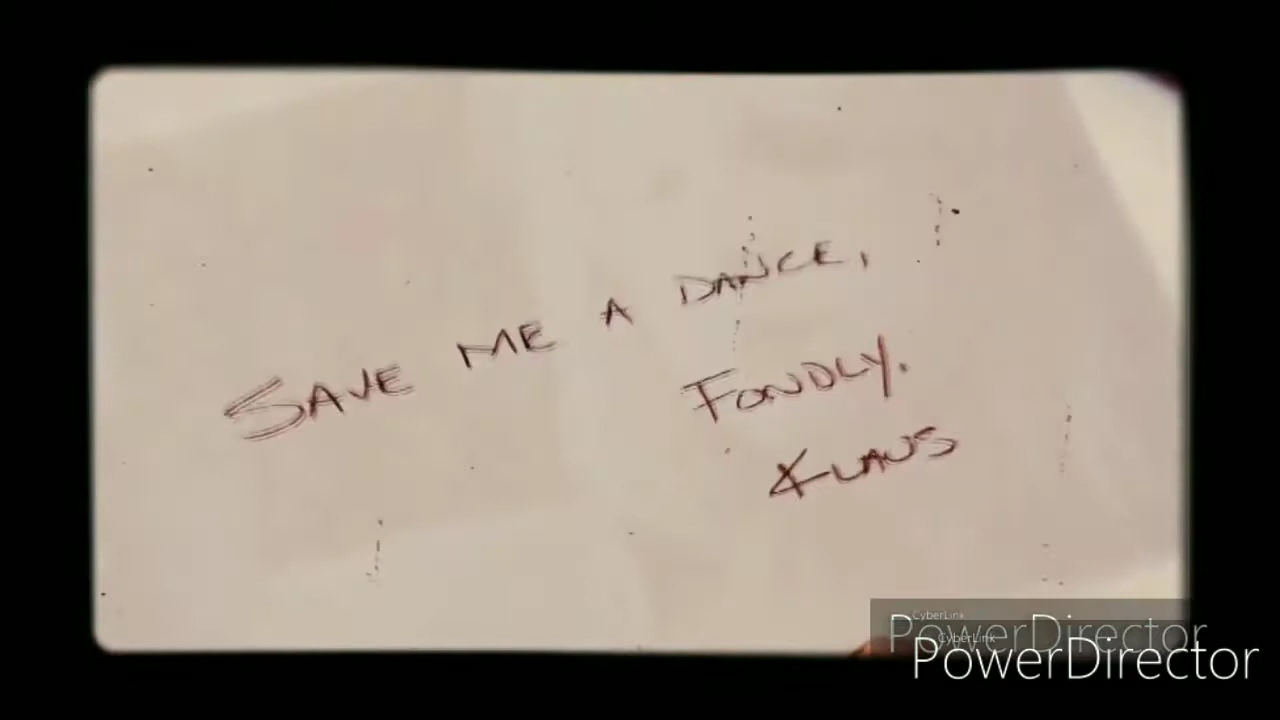 SAVE ME A DANCE,
FONDLY.
KLAUS
CyberLink
PowerDirector
CyberLink
PowerDirector